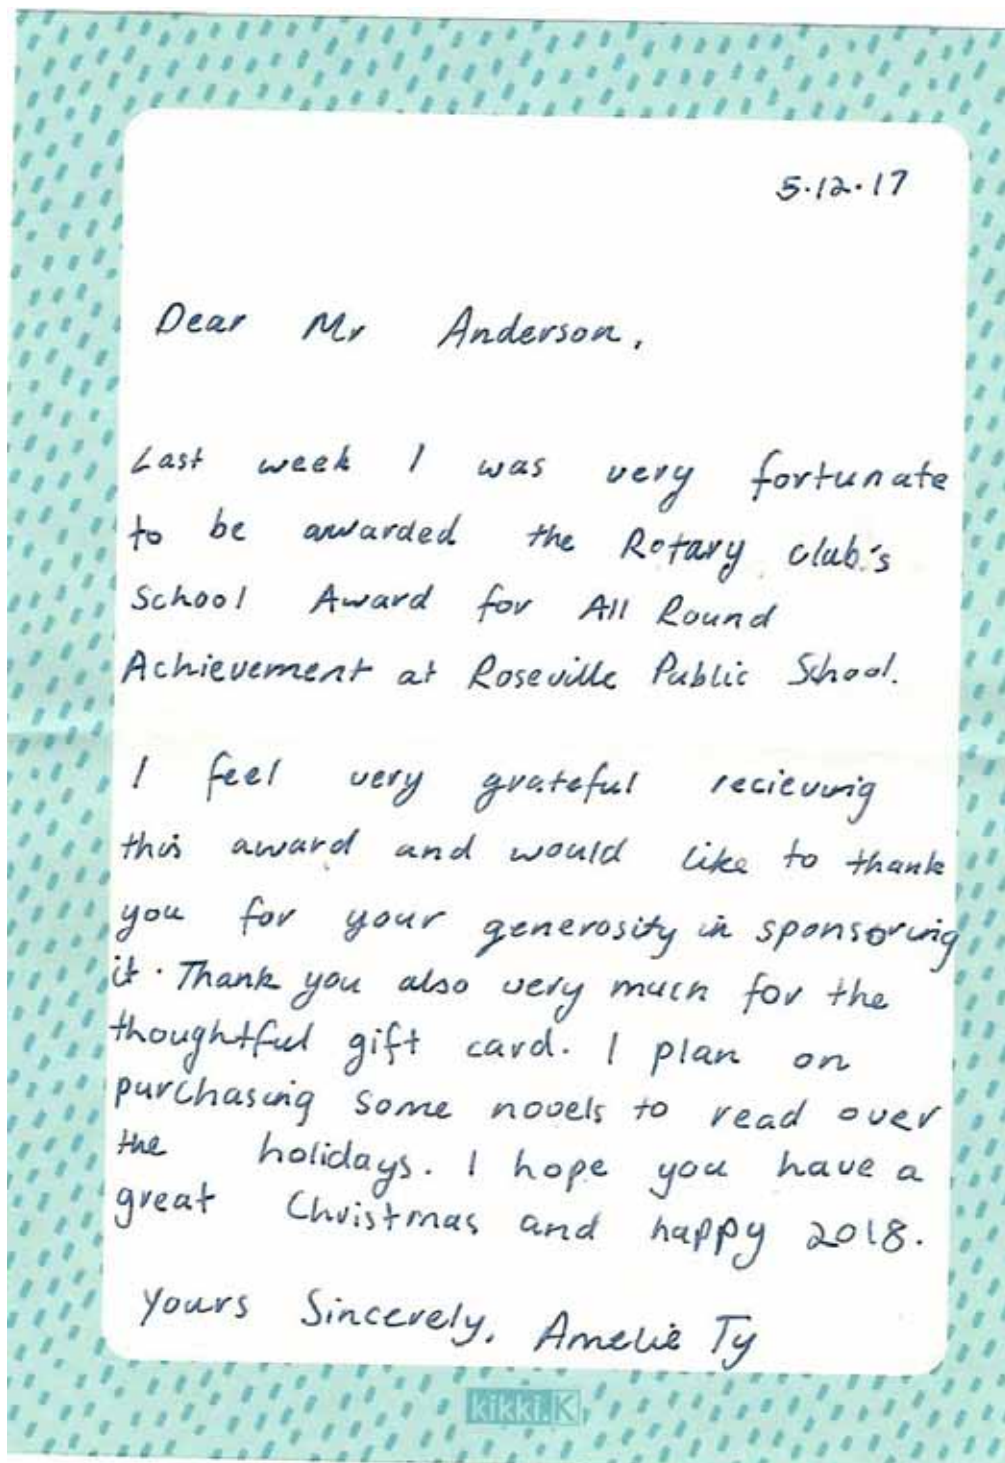 5.12.17
Dear Mr Anderson,
Last week I was very fortunate
to be awarded the Rotary club's
School Award for All Round
Achievement at Roseville Public School.
I feel very grateful recieving
this award and would like to thank
you for your generosity in sponsoring
it. Thank you also very much for the
thoughtful gift card. I plan on
purchasing some novels to read over
the holidays. I hope you have a
great Christmas and happy 2018.
Yours Sincerely, Amelie Ty
kikki.K